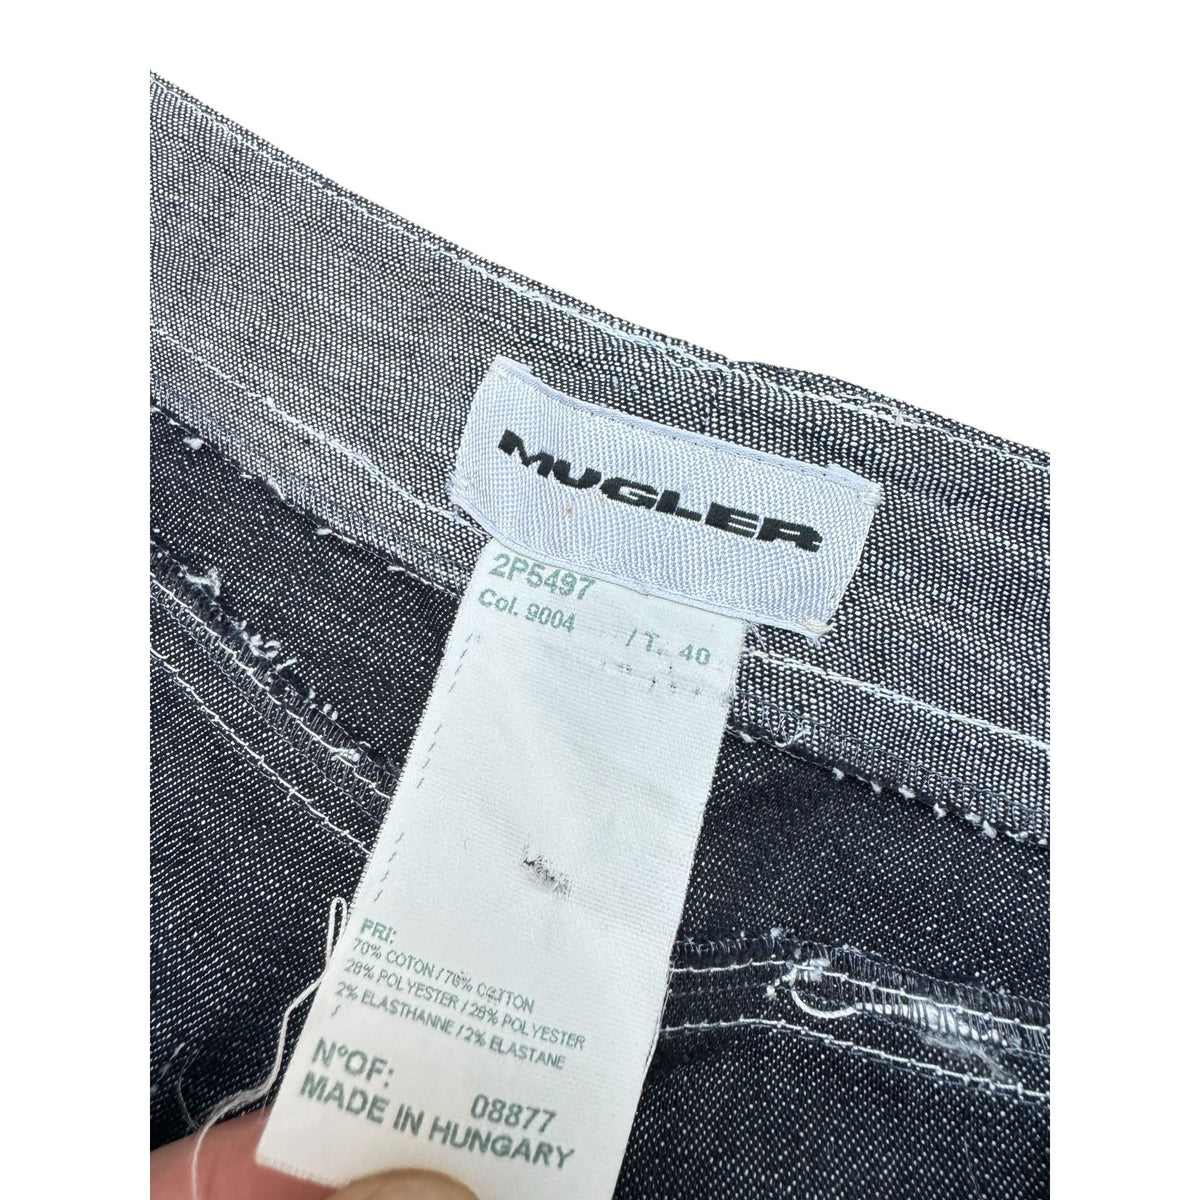 MUGLER
2P5497
Col. 9004 / T. 40
PRI:
70% COTON / 70% COTTON
28% POLYESTER / 28% POLYESTER
2% ELASTHANNE / 2% ELASTANE
/
N°OF: 08877
MADE IN HUNGARY